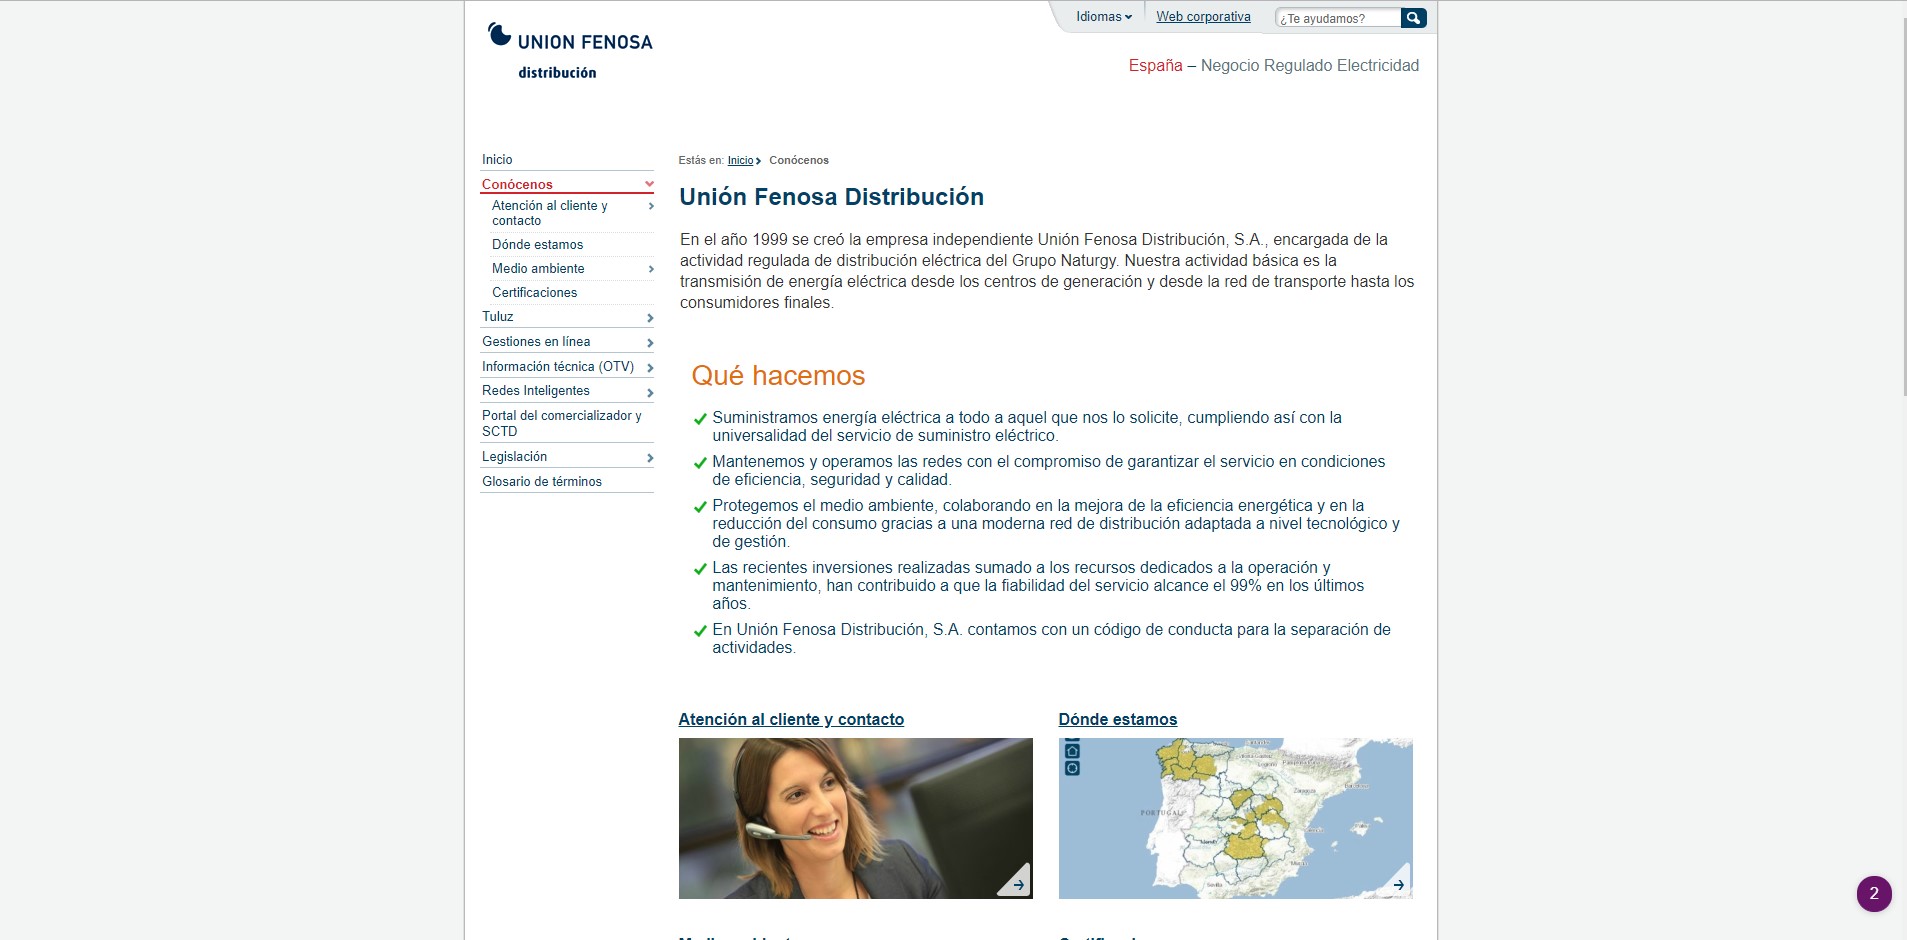 Idiomas
Web corporativa
¿Te ayudamos?
UNION FENOSA
distribución
España – Negocio Regulado Electricidad
Inicio
Conócenos
Atención al cliente y
contacto
Dónde estamos
Medio ambiente
Certificaciones
Tuluz
Gestiones en línea
Información técnica (OTV)
Redes Inteligentes
Portal del comercializador y
SCTD
Legislación
Glosario de términos
Estás en: Inicio Conócenos
Unión Fenosa Distribución
En el año 1999 se creó la empresa independiente Unión Fenosa Distribución, S.A., encargada de la
actividad regulada de distribución eléctrica del Grupo Naturgy. Nuestra actividad básica es la
transmisión de energía eléctrica desde los centros de generación y desde la red de transporte hasta los
consumidores finales.
Qué hacemos
Suministramos energía eléctrica a todo a aquel que nos lo solicite, cumpliendo así con la
universalidad del servicio de suministro eléctrico.
Mantenemos y operamos las redes con el compromiso de garantizar el servicio en condiciones
de eficiencia, seguridad y calidad.
Protegemos el medio ambiente, colaborando en la mejora de la eficiencia energética y en la
reducción del consumo gracias a una moderna red de distribución adaptada a nivel tecnológico y
de gestión.
Las recientes inversiones realizadas sumado a los recursos dedicados a la operación y
mantenimiento, han contribuido a que la fiabilidad del servicio alcance el 99% en los últimos
años.
En Unión Fenosa Distribución, S.A. contamos con un código de conducta para la separación de
actividades.
Atención al cliente y contacto
Dónde estamos
PORTUGAL
2